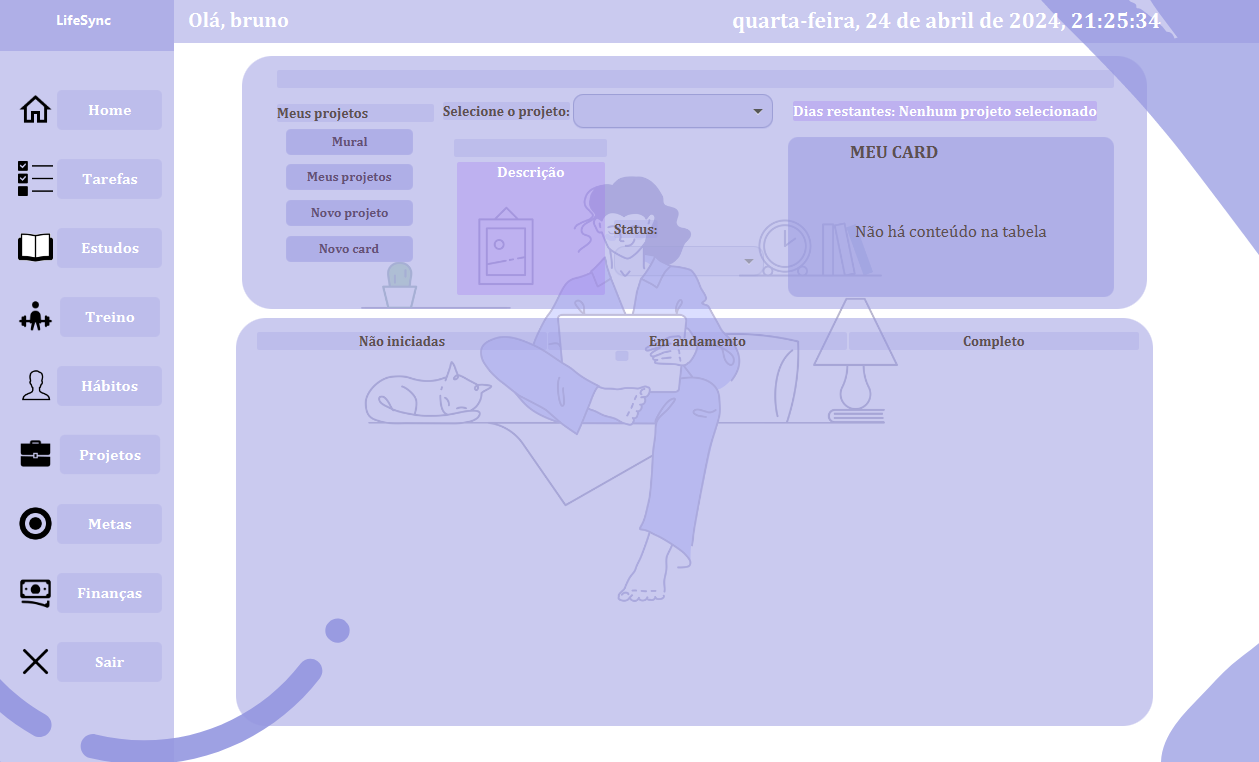 LifeSync
Olá, bruno
quarta-feira, 24 de abril de 2024, 21:25:34
Home
Tarefas
Estudos
Treino
Hábitos
Projetos
Metas
Finanças
Sair
Meus projetos
Mural
Meus projetos
Novo projeto
Novo card
Selecione o projeto:
Dias restantes: Nenhum projeto selecionado
Descrição
Status:
MEU CARD
Não há conteúdo na tabela
Não iniciadas
Em andamento
Completo